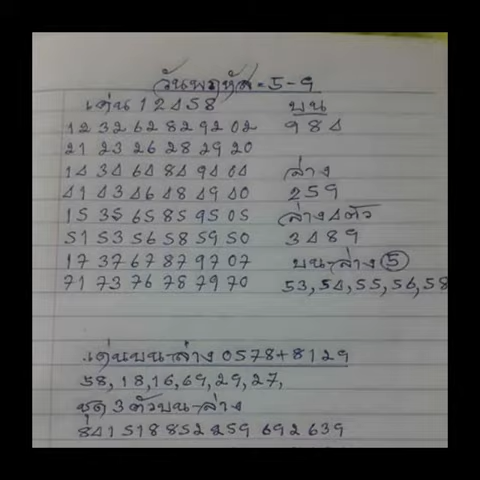 วันพฤหัส = 5-9
เด่น 12458
บน
12 32 62 82 92 02
984
21 23 26 28 29 20
14 34 64 84 94 04
ล่าง
41 43 46 48 49 40
259
15 35 65 85 95 05
ล่าง 4 ตัว
51 53 56 58 59 50
3489
17 37 67 87 97 07
บน-ล่าง 5
71 73 76 78 79 70
53, 54, 55, 56, 58
เด่นบน-ล่าง 0578+8129
58, 18, 16, 69, 29, 27,
ชุด 3 ตัวบน-ล่าง
841 518 852 259 692 639